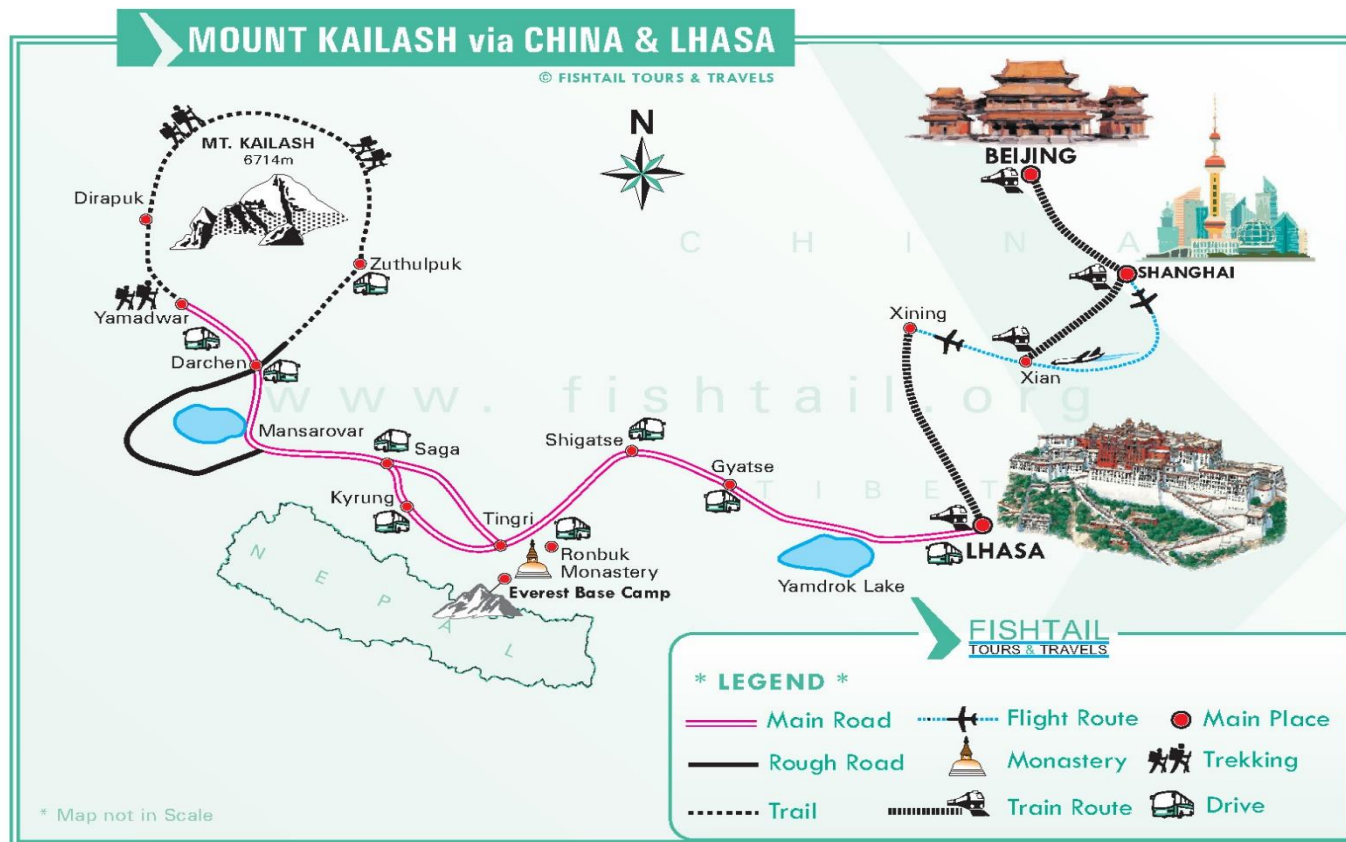 MOUNT KAILASH via CHINA & LHASA
© FISHTAIL TOURS & TRAVELS
N
MT. KAILASH
6714m
BEIJING
Dirapuk
CHINA
Zuthulpuk
SHANGHAI
Yamadwar
Xining
Darchen
Xian
www. fishtail.org
Mansarovar
Saga
Shigatse
Gyatse
TIBET
Kyrung
Tingri
Ronbuk
Monastery
LHASA
NEPAL
Everest Base Camp
Yamdrok Lake
FISHTAIL
TOURS & TRAVELS
* LEGEND *
Main Road
Flight Route
Main Place
Rough Road
Monastery
Trekking
Trail
Train Route
Drive
* Map not in Scale